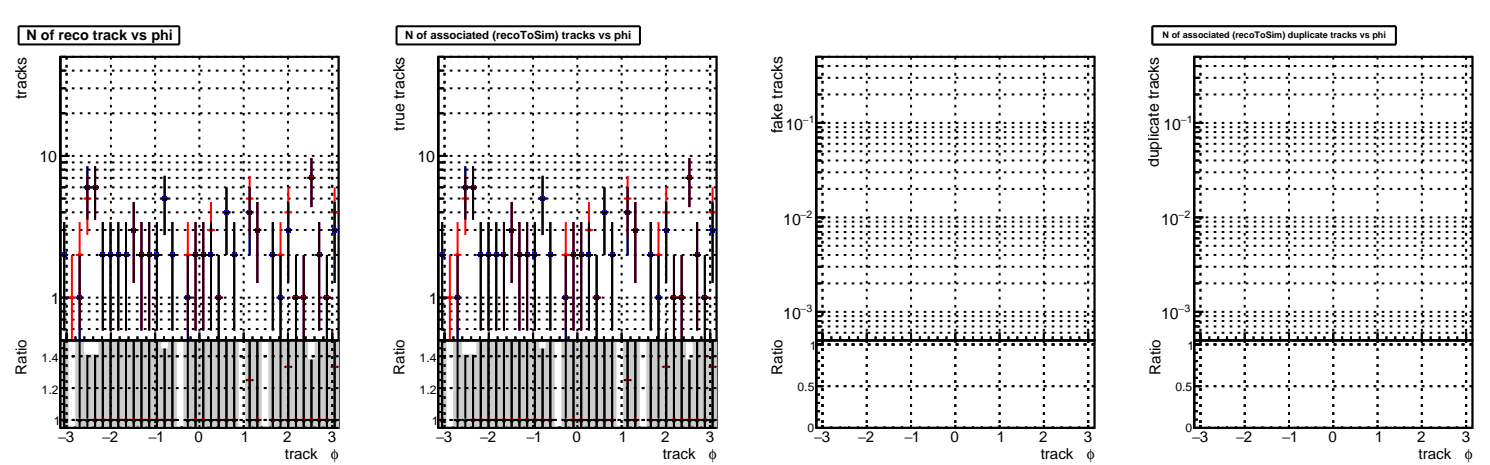 N of reco track vs phi
tracks
10
1
Ratio
1.4
1.2
1
−3 −2 −1 0 1 2 3
track ϕ
N of associated (recoToSim) tracks vs phi
true tracks
10
1
Ratio
1.4
1.2
1
−3 −2 −1 0 1 2 3
track ϕ
fake tracks
10⁻¹
10⁻²
10⁻³
Ratio
1
0.5
0
−3 −2 −1 0 1 2 3
track ϕ
N of associated (recoToSim) duplicate tracks vs phi
duplicate tracks
10⁻¹
10⁻²
10⁻³
Ratio
1
0.5
0
−3 −2 −1 0 1 2 3
track ϕ